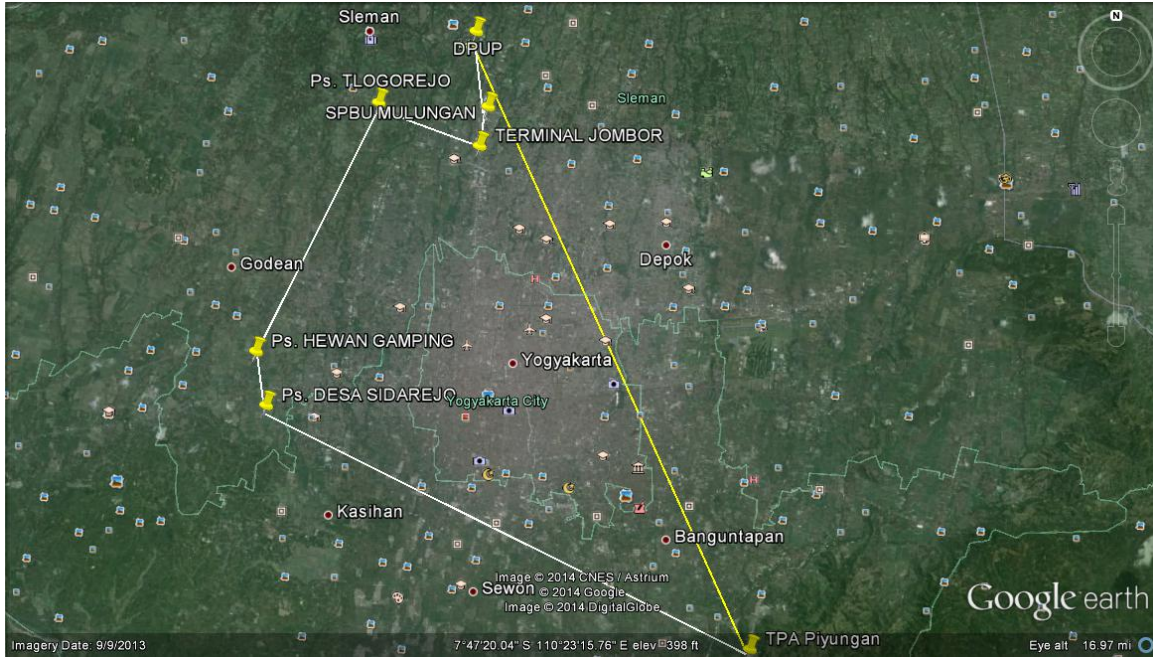 N
Sleman
DPUP
Ps. TLOGOREJO
Sleman
SPBU MULUNGAN
TERMINAL JOMBOR
Godean
Depok
H
Ps. HEWAN GAMPING
Yogyakarta
Ps. DESA SIDAREJO
Yogyakarta City
H
Kasihan
Banguntapan
Image © 2014 CNES / Astrium
Sewon
© 2014 Google
Image © 2014 DigitalGlobe
Google earth
TPA Piyungan
Imagery Date: 9/9/2013
7°47'20.04" S 110°23'15.76" E elev 398 ft
Eye alt 16.97 mi